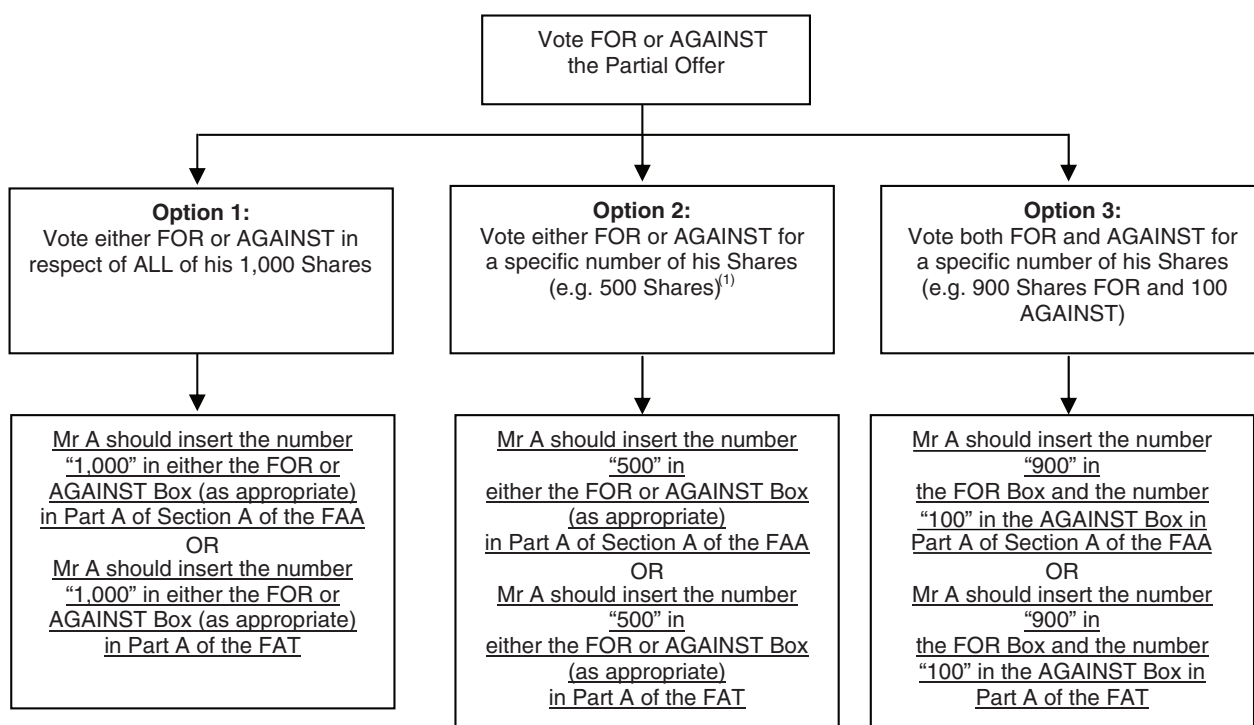 Vote FOR or AGAINST
the Partial Offer
Option 1:
Vote either FOR or AGAINST in
respect of ALL of his 1,000 Shares
Option 2:
Vote either FOR or AGAINST for
a specific number of his Shares
(e.g. 500 Shares)(1)
Option 3:
Vote both FOR and AGAINST for
a specific number of his Shares
(e.g. 900 Shares FOR and 100
AGAINST)
Mr A should insert the number
“1,000” in either the FOR or
AGAINST Box (as appropriate)
in Part A of Section A of the FAA
OR
Mr A should insert the number
“1,000” in either the FOR or
AGAINST Box (as appropriate)
in Part A of the FAT
Mr A should insert the number
“500” in
either the FOR or AGAINST Box
(as appropriate)
in Part A of Section A of the FAA
OR
Mr A should insert the number
“500” in
either the FOR or AGAINST Box
(as appropriate)
in Part A of the FAT
Mr A should insert the number
“900” in
the FOR Box and the number
“100” in the AGAINST Box in
Part A of Section A of the FAA
OR
Mr A should insert the number
“900” in
the FOR Box and the number
“100” in the AGAINST Box in
Part A of the FAT